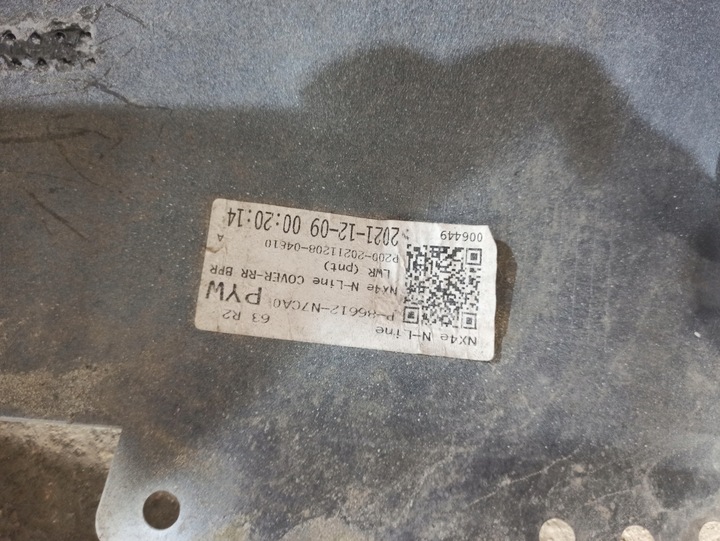 NX4e N-Line 63 R2
P-86612-N7CA0 PYW
NX4e N-Line COVER-RR BPR
LWR (pnt)
P200-20211208-04610 A
2021-12-09 00:20:14
006449